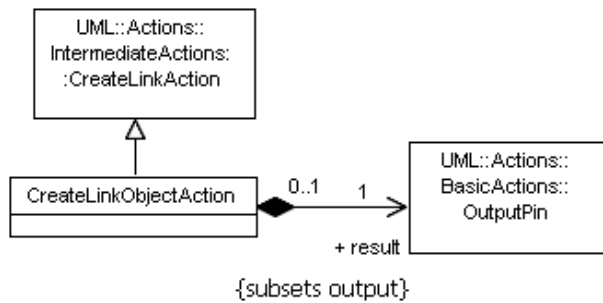 UML::Actions::
IntermediateActions:
:CreateLinkAction
CreateLinkObjectAction
0..1
1
UML::Actions::
BasicActions::
OutputPin
+ result
{subsets output}